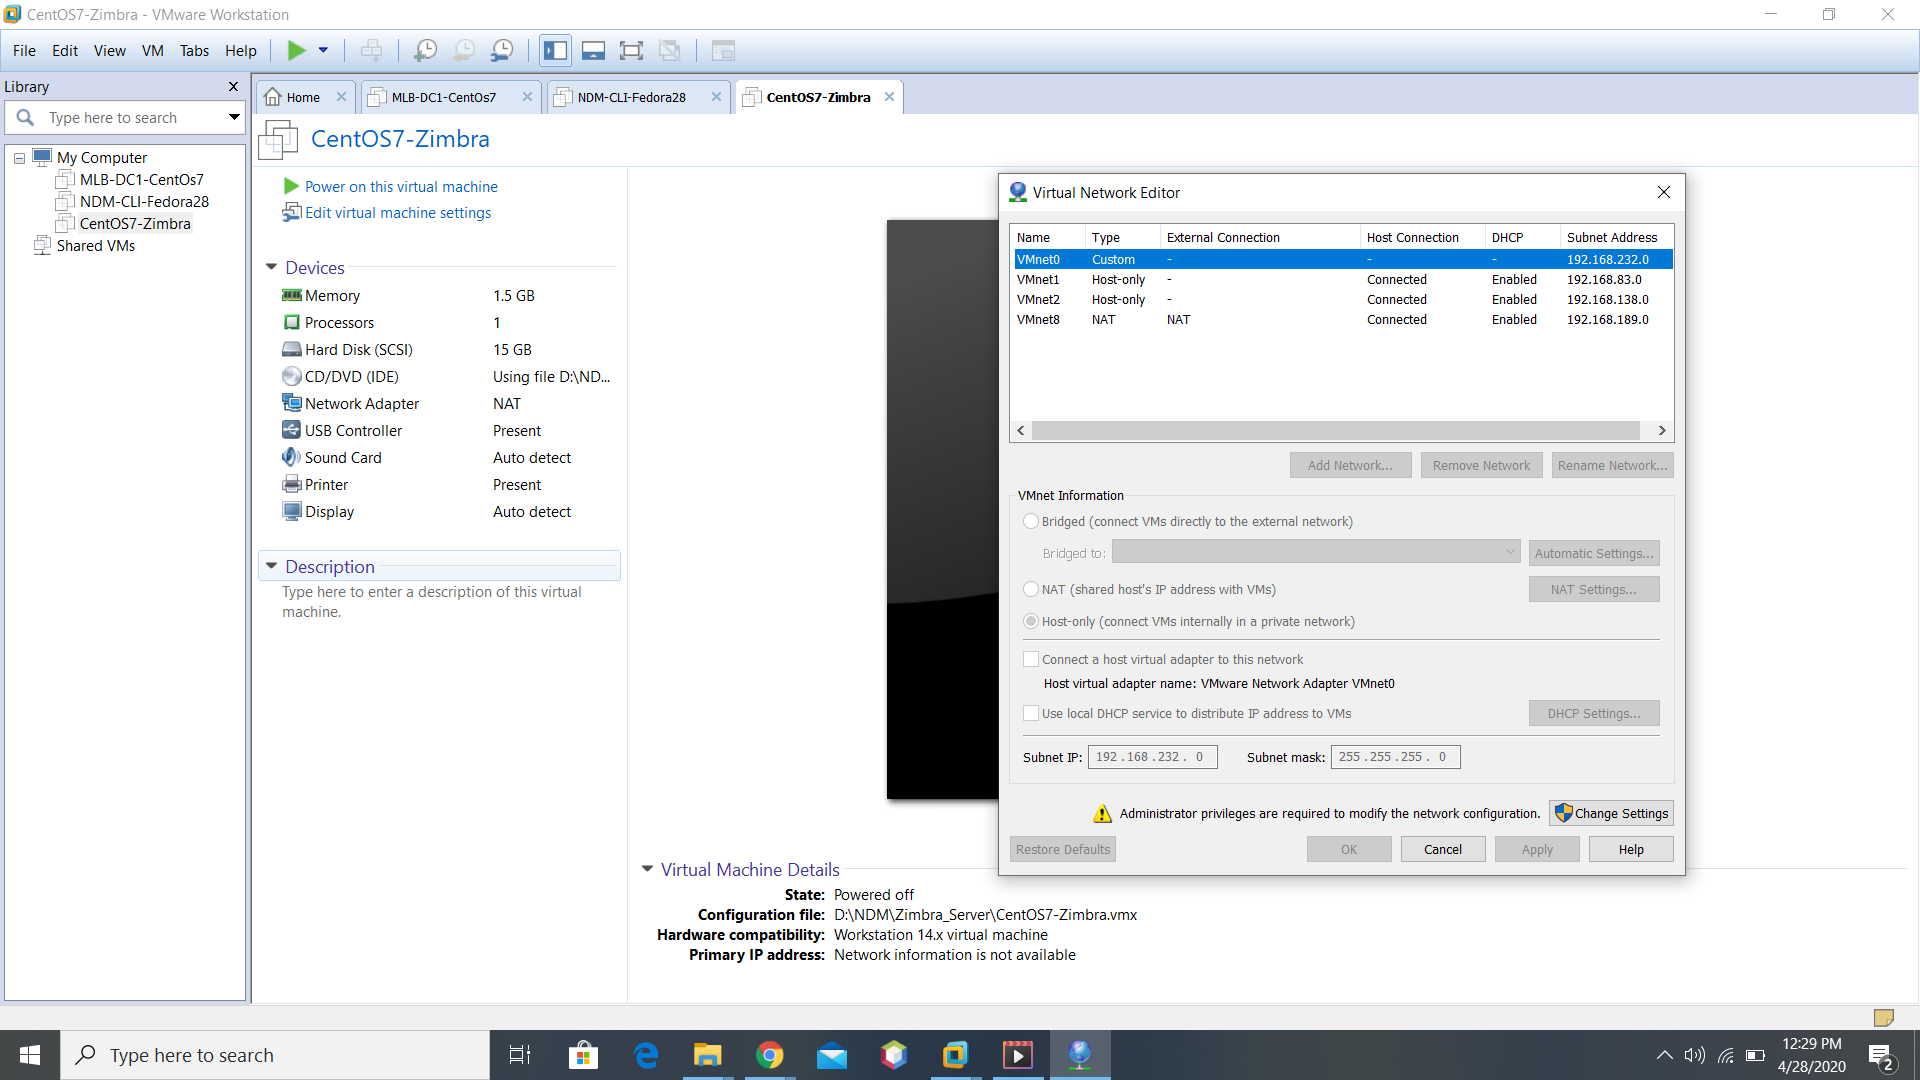 CentOS7-Zimbra - VMware Workstation
File Edit View VM Tabs Help
Library
Type here to search
My Computer
MLB-DC1-CentOs7
NDM-CLI-Fedora28
CentOS7-Zimbra
Shared VMs
Home MLB-DC1-CentOs7 NDM-CLI-Fedora28 CentOS7-Zimbra
CentOS7-Zimbra
Power on this virtual machine
Edit virtual machine settings
Devices
Memory 1.5 GB
Processors 1
Hard Disk (SCSI) 15 GB
CD/DVD (IDE) Using file D:\ND...
Network Adapter NAT
USB Controller Present
Sound Card Auto detect
Printer Present
Display Auto detect
Description
Type here to enter a description of this virtual
machine.
Virtual Network Editor
Name Type External Connection Host Connection DHCP Subnet Address
VMnet0 Custom - - - 192.168.232.0
VMnet1 Host-only - Connected Enabled 192.168.83.0
VMnet2 Host-only - Connected Enabled 192.168.138.0
VMnet8 NAT NAT Connected Enabled 192.168.189.0
Add Network... Remove Network Rename Network...
VMnet Information
Bridged (connect VMs directly to the external network)
Bridged to: Automatic Settings...
NAT (shared host's IP address with VMs) NAT Settings...
Host-only (connect VMs internally in a private network)
Connect a host virtual adapter to this network
Host virtual adapter name: VMware Network Adapter VMnet0
Use local DHCP service to distribute IP address to VMs DHCP Settings...
Subnet IP: 192 . 168 . 232 . 0 Subnet mask: 255 . 255 . 255 . 0
Administrator privileges are required to modify the network configuration. Change Settings
Restore Defaults OK Cancel Apply Help
Virtual Machine Details
State: Powered off
Configuration file: D:\NDM\Zimbra_Server\CentOS7-Zimbra.vmx
Hardware compatibility: Workstation 14.x virtual machine
Primary IP address: Network information is not available
Type here to search
12:29 PM
4/28/2020
2